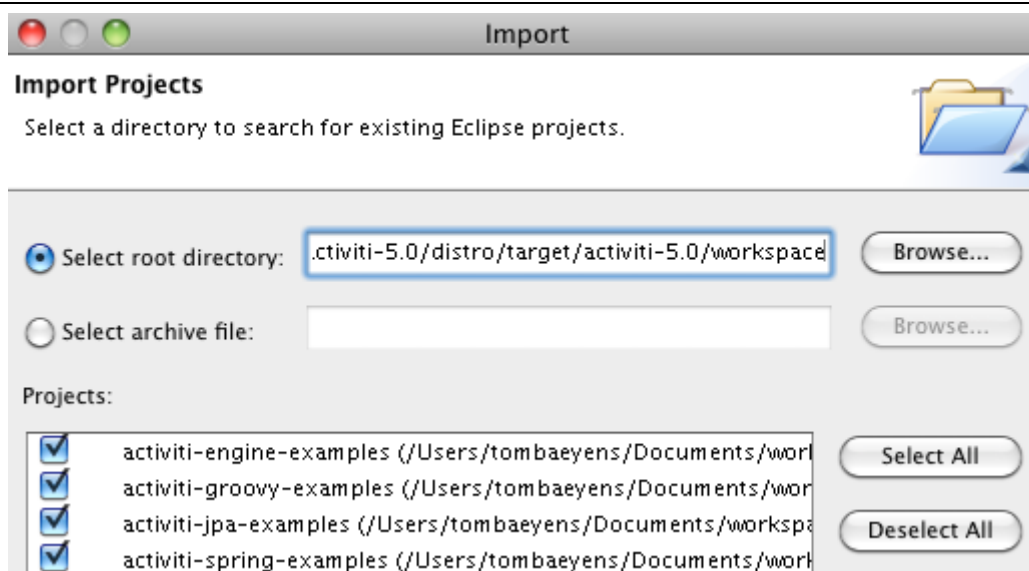 Import
Import Projects
Select a directory to search for existing Eclipse projects.
Select root directory: .ctiviti-5.0/distro/target/activiti-5.0/workspace Browse...
Select archive file: Browse...
Projects:
activiti-engine-examples (/Users/tombaeyens/Documents/worl Select All
activiti-groovy-examples (/Users/tombaeyens/Documents/wor
activiti-jpa-examples (/Users/tombaeyens/Documents/workspa Deselect All
activiti-spring-examples (/Users/tombaeyens/Documents/work